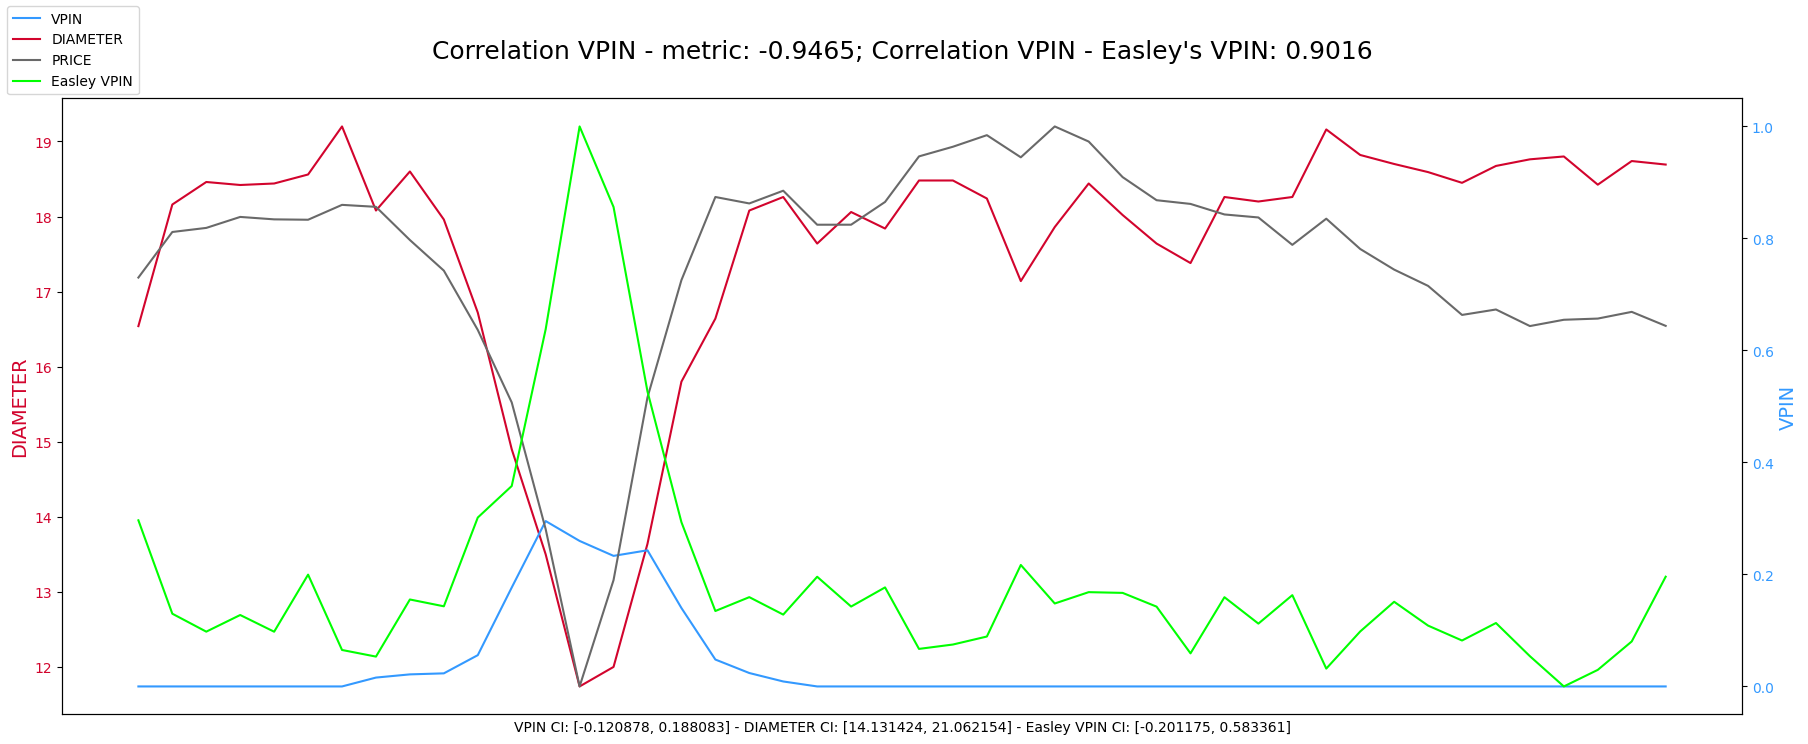 VPIN
DIAMETER
PRICE
Easley VPIN
Correlation VPIN - metric: -0.9465; Correlation VPIN - Easley's VPIN: 0.9016
DIAMETER
19
18
17
16
15
14
13
12
1.0
0.8
0.6
0.4
0.2
0.0
VPIN
VPIN CI: [-0.120878, 0.188083] - DIAMETER CI: [14.131424, 21.062154] - Easley VPIN CI: [-0.201175, 0.583361]